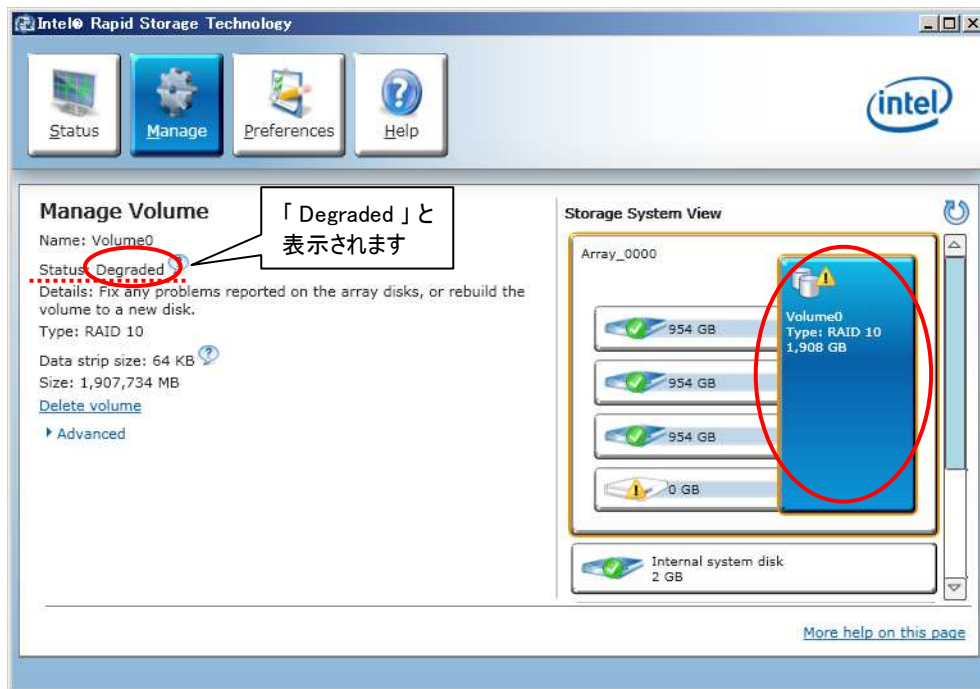 Intel® Rapid Storage Technology
Status
Manage
Preferences
Help
intel
Manage Volume
Name: Volume0
Status: Degraded
Details: Fix any problems reported on the array disks, or rebuild the
volume to a new disk.
Type: RAID 10
Data strip size: 64 KB
Size: 1,907,734 MB
Delete volume
Advanced
「 Degraded 」と
表示されます
Storage System View
Array_0000
954 GB
954 GB
954 GB
0 GB
Volume0
Type: RAID 10
1,908 GB
Internal system disk
2 GB
More help on this page